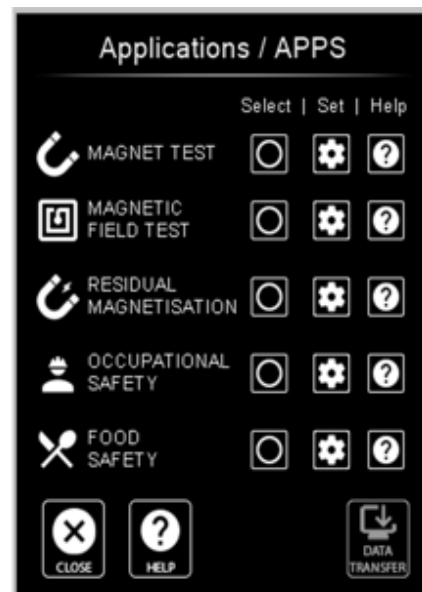 Applications / APPS
Select | Set | Help
MAGNET TEST
MAGNETIC
FIELD TEST
RESIDUAL
MAGNETISATION
OCCUPATIONAL
SAFETY
FOOD
SAFETY
CLOSE
HELP
DATA
TRANSFER